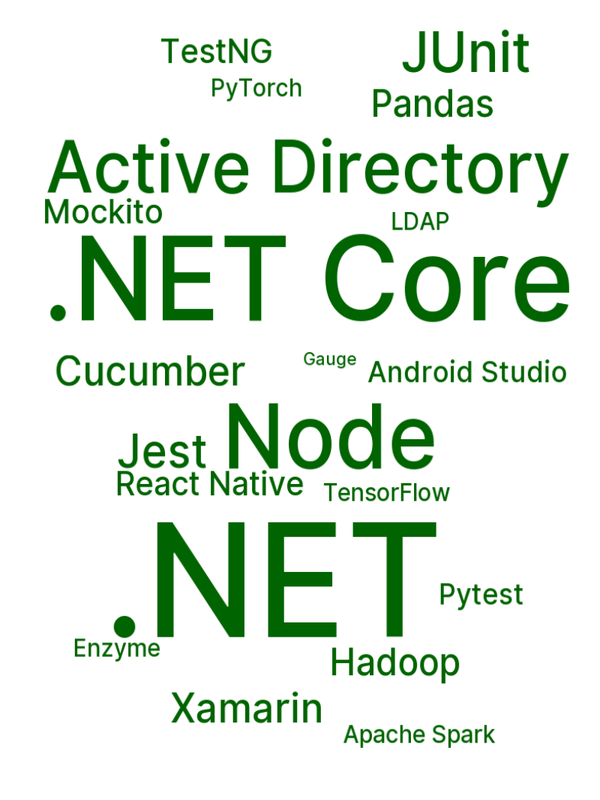 TestNG
JUnit
PyTorch
Pandas
Active Directory
Mockito
LDAP
.NET Core
Gauge
Cucumber
Android Studio
Node
Jest
React Native
TensorFlow
.NET
Pytest
Enzyme
Hadoop
Xamarin
Apache Spark